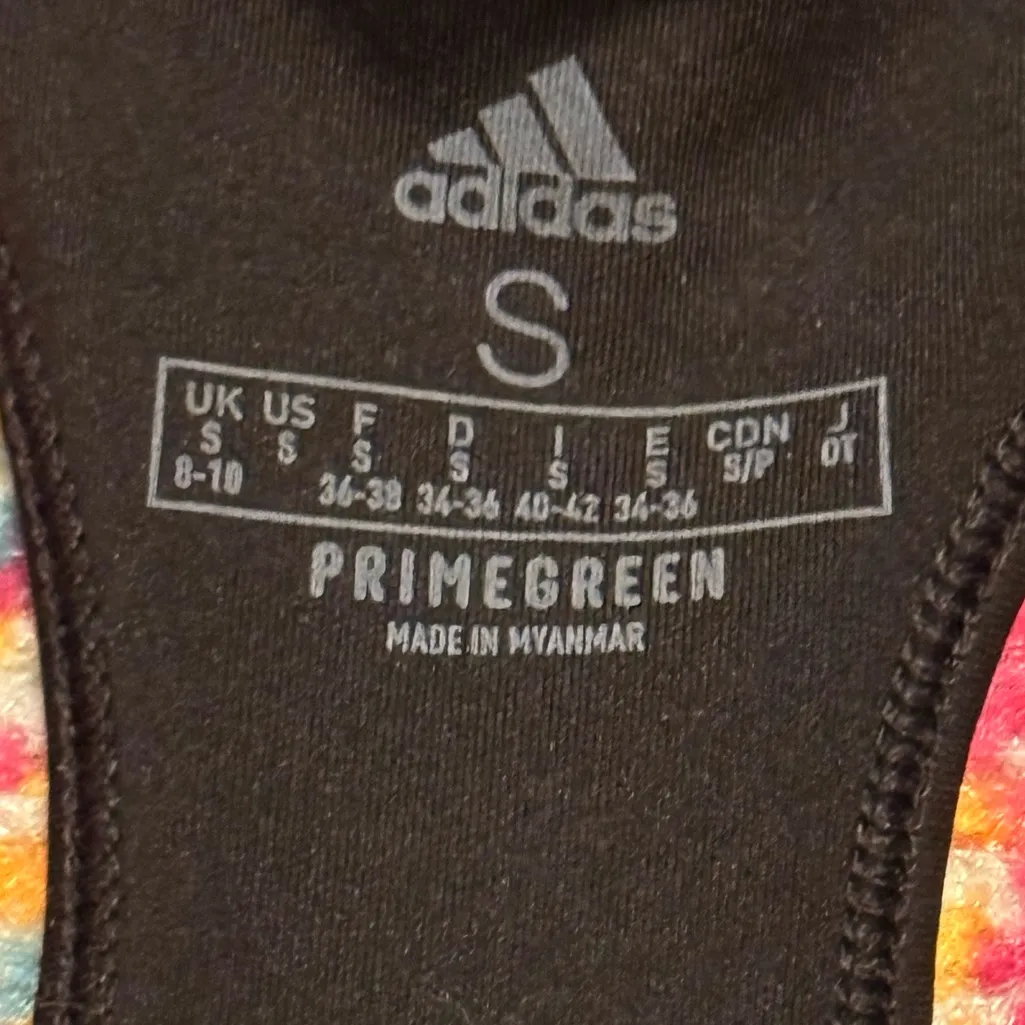 adidas
S
UK US F D I E CDN J
S S S S S S S/P OT
8-10 36-38 34-36 40-42 34-36
PRIMEGREEN
MADE IN MYANMAR